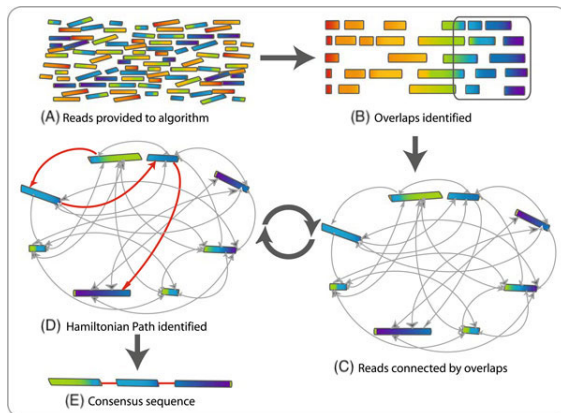 (A) Reads provided to algorithm
(B) Overlaps identified
(D) Hamiltonian Path identified
(C) Reads connected by overlaps
(E) Consensus sequence